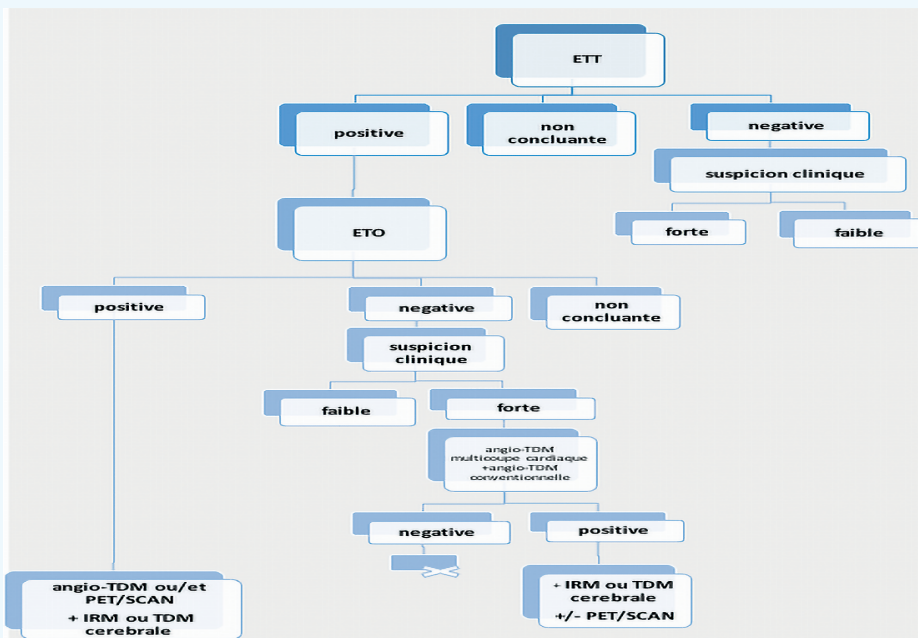 ETT
positive
non
concluante
negative
suspicion clinique
forte
faible
ETO
positive
negative
non
concluante
suspicion
clinique
faible
forte
angio-TDM
multicoupe cardiaque
+angio-TDM
conventionnelle
negative
positive
angio-TDM ou/et
PET/SCAN
+ IRM ou TDM
cerebrale
+ IRM ou TDM
cerebrale
+/- PET/SCAN